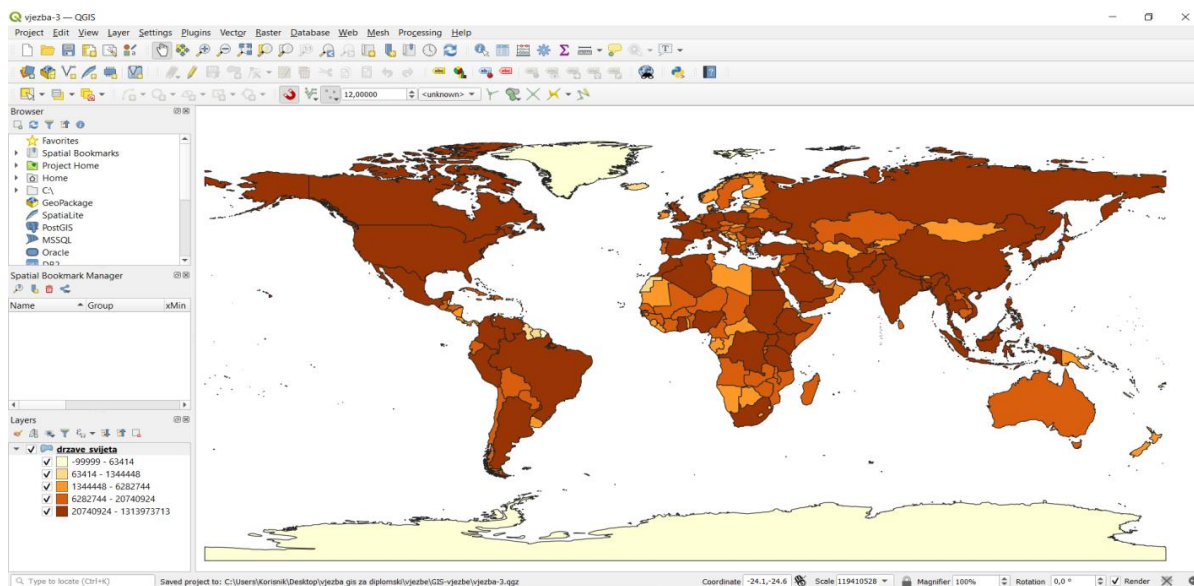 vjezba-3 — QGIS
Project Edit View Layer Settings Plugins Vector Raster Database Web Mesh Processing Help
12,00000 <unknown>
Browser
Favorites
Spatial Bookmarks
Project Home
Home
C:\
GeoPackage
SpatiaLite
PostGIS
MSSQL
Oracle
DB2
Spatial Bookmark Manager
Name Group xMin
Layers
drzave_svijeta
-99999 - 63414
63414 - 1344448
1344448 - 6282744
6282744 - 20740924
20740924 - 1313973713
Type to locate (Ctrl+K) Saved project to: C:\Users\Korisnik\Desktop\vjezba gis za diplomski\vjezbe\GIS-vjezbe\vjezba-3.qgz Coordinate -24.1,-24.6 Scale 119410528 Magnifier 100% Rotation 0,0 ° Render